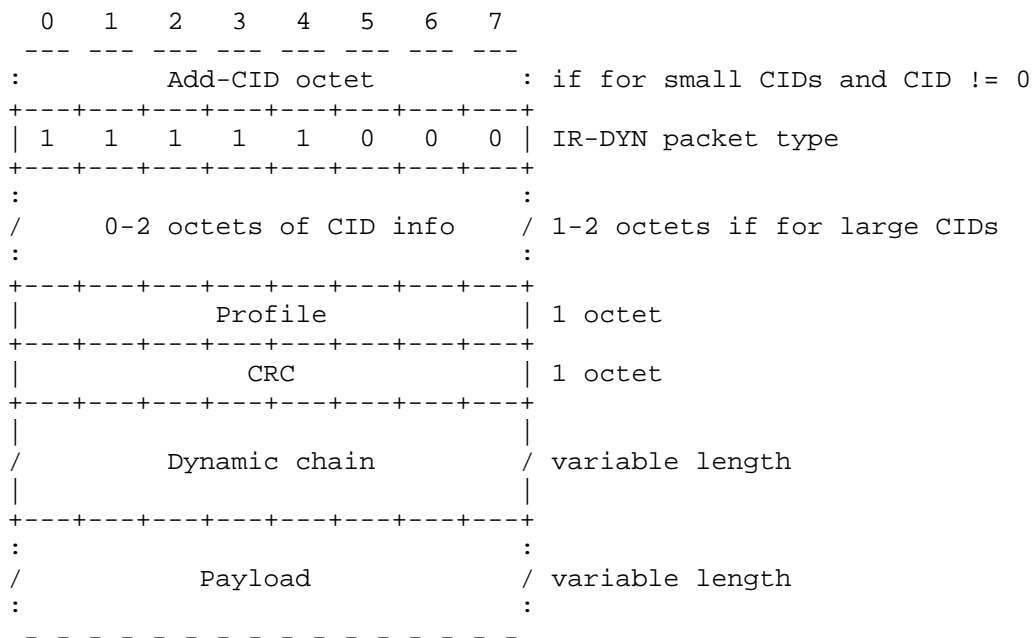 0   1   2   3   4   5   6   7
 --- --- --- --- --- --- --- ---
:         Add-CID octet         : if for small CIDs and CID != 0
+---+---+---+---+---+---+---+---+
| 1   1   1   1   1   0   0   0 | IR-DYN packet type
+---+---+---+---+---+---+---+---+
:                               :
/     0-2 octets of CID info    / 1-2 octets if for large CIDs
:                               :
+---+---+---+---+---+---+---+---+
|            Profile            | 1 octet
+---+---+---+---+---+---+---+---+
|              CRC              | 1 octet
+---+---+---+---+---+---+---+---+
|                               |
/         Dynamic chain         / variable length
|                               |
+---+---+---+---+---+---+---+---+
:                               :
/           Payload             / variable length
:                               :
 - - - - - - - - - - - - - - - -